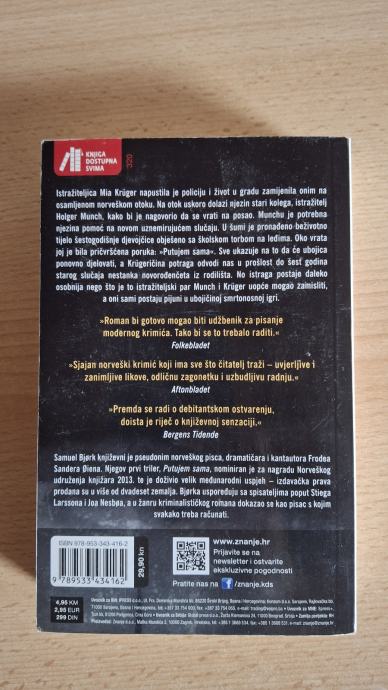 KNJIGA
DOSTUPNA
SVIMA
320
Istražiteljica Mia Krüger napustila je policiju i život u gradu zamijenila onim na
osamljenom norveškom otoku. Na otok uskoro dolazi njezin stari kolega, istražitelj
Holger Munch, kako bi je nagovorio da se vrati na posao. Munchu je potrebna
njezina pomoć na novom uznemirujućem slučaju. U šumi je pronađeno beživotno
tijelo šestogodišnje djevojčice obješeno sa školskom torbom na leđima. Oko vrata
joj je bila pričvršćena poruka: »Putujem sama«. Sve ukazuje na to da će ubojica
ponovno djelovati, a Krügeričina potraga odvodi nas u prošlost do šest godina
starog slučaja nestanka novorođenčeta iz rodilišta. No istraga postaje daleko
osobnija nego što je to istražiteljski par Munch i Krüger uopće mogao zamisliti,
a oni sami postaju pijuni u ubojičinoj smrtonosnoj igri.
»Roman bi gotovo mogao biti udžbenik za pisanje
modernog krimića. Tako bi se to trebalo raditi.«
Folkebladet
»Sjajan norveški krimić koji ima sve što čitatelj traži – uvjerljive i
zanimljive likove, odličnu zagonetku i uzbudljivu radnju.«
Aftonbladet
»Premda se radi o debitantskom ostvarenju,
doista je riječ o književnoj senzaciji.«
Bergens Tidende
Samuel Bjørk književni je pseudonim norveškog pisca, dramatičara i kantautora Frodea
Sandera Øiena. Njegov prvi triler, Putujem sama, nominiran je za nagradu Norveškog
udruženja knjižara 2013. te je doživio velik međunarodni uspjeh – izdavačka prava
prodana su u više od dvadeset zemalja. Bjørka uspoređuju sa spisateljima poput Stiega
Larssona i Joa Nesbøa, a u žanru kriminalističkog romana dokazao se kao pisac s kojim
svakako treba računati.
ISBN 978-953-343-416-2
29,90 kn
9 789533 434162
www.znanje.hr
Prijavite se na
newsletter i ostvarite
ekskluzivne pogodnosti
Pratite nas na f /znanje.kds
4,95 KM
2,95 EUR
299 DIN